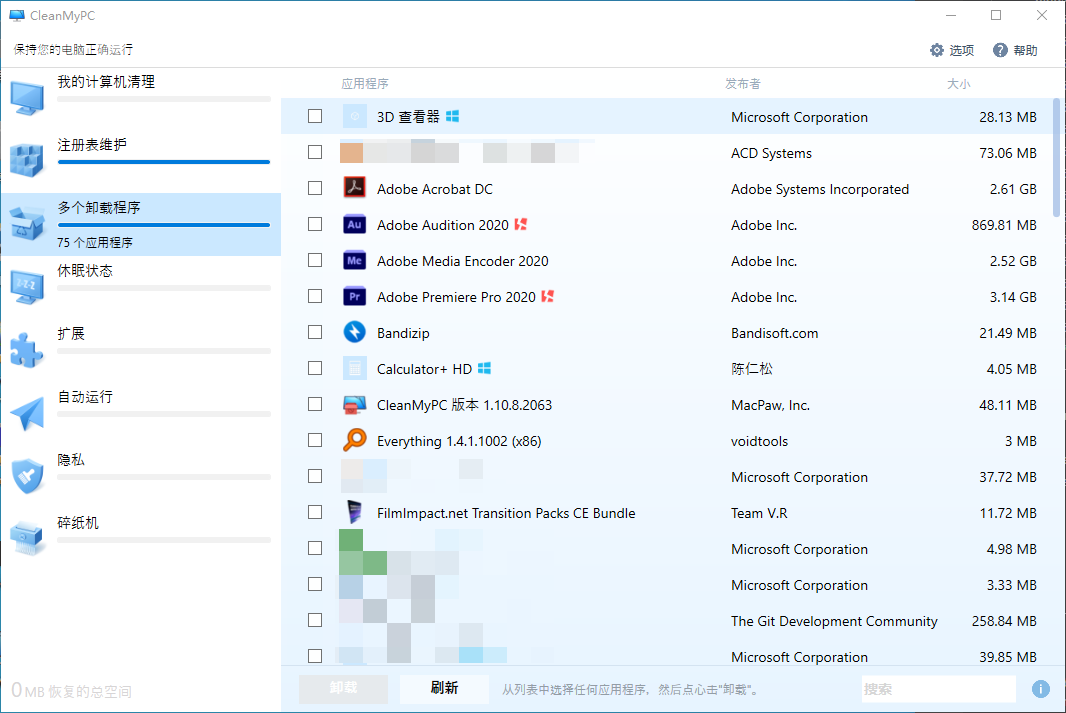 CleanMyPC
保持您的电脑正确运行
选项 帮助
我的计算机清理
注册表维护
多个卸载程序
75 个应用程序
休眠状态
扩展
自动运行
隐私
碎纸机
0 MB 恢复的总空间
应用程序 发布者 大小
3D 查看器 Microsoft Corporation 28.13 MB
ACD Systems 73.06 MB
Adobe Acrobat DC Adobe Systems Incorporated 2.61 GB
Adobe Audition 2020 Adobe Inc. 869.81 MB
Adobe Media Encoder 2020 Adobe Inc. 2.52 GB
Adobe Premiere Pro 2020 Adobe Inc. 3.14 GB
Bandizip Bandisoft.com 21.49 MB
Calculator+ HD 陈仁松 4.05 MB
CleanMyPC 版本 1.10.8.2063 MacPaw, Inc. 48.11 MB
Everything 1.4.1.1002 (x86) voidtools 3 MB
Microsoft Corporation 37.72 MB
FilmImpact.net Transition Packs CE Bundle Team V.R 11.72 MB
Microsoft Corporation 4.98 MB
Microsoft Corporation 3.33 MB
The Git Development Community 258.84 MB
Microsoft Corporation 39.85 MB
卸载 刷新 从列表中选择任何应用程序，然后点心击"卸载"。 搜索